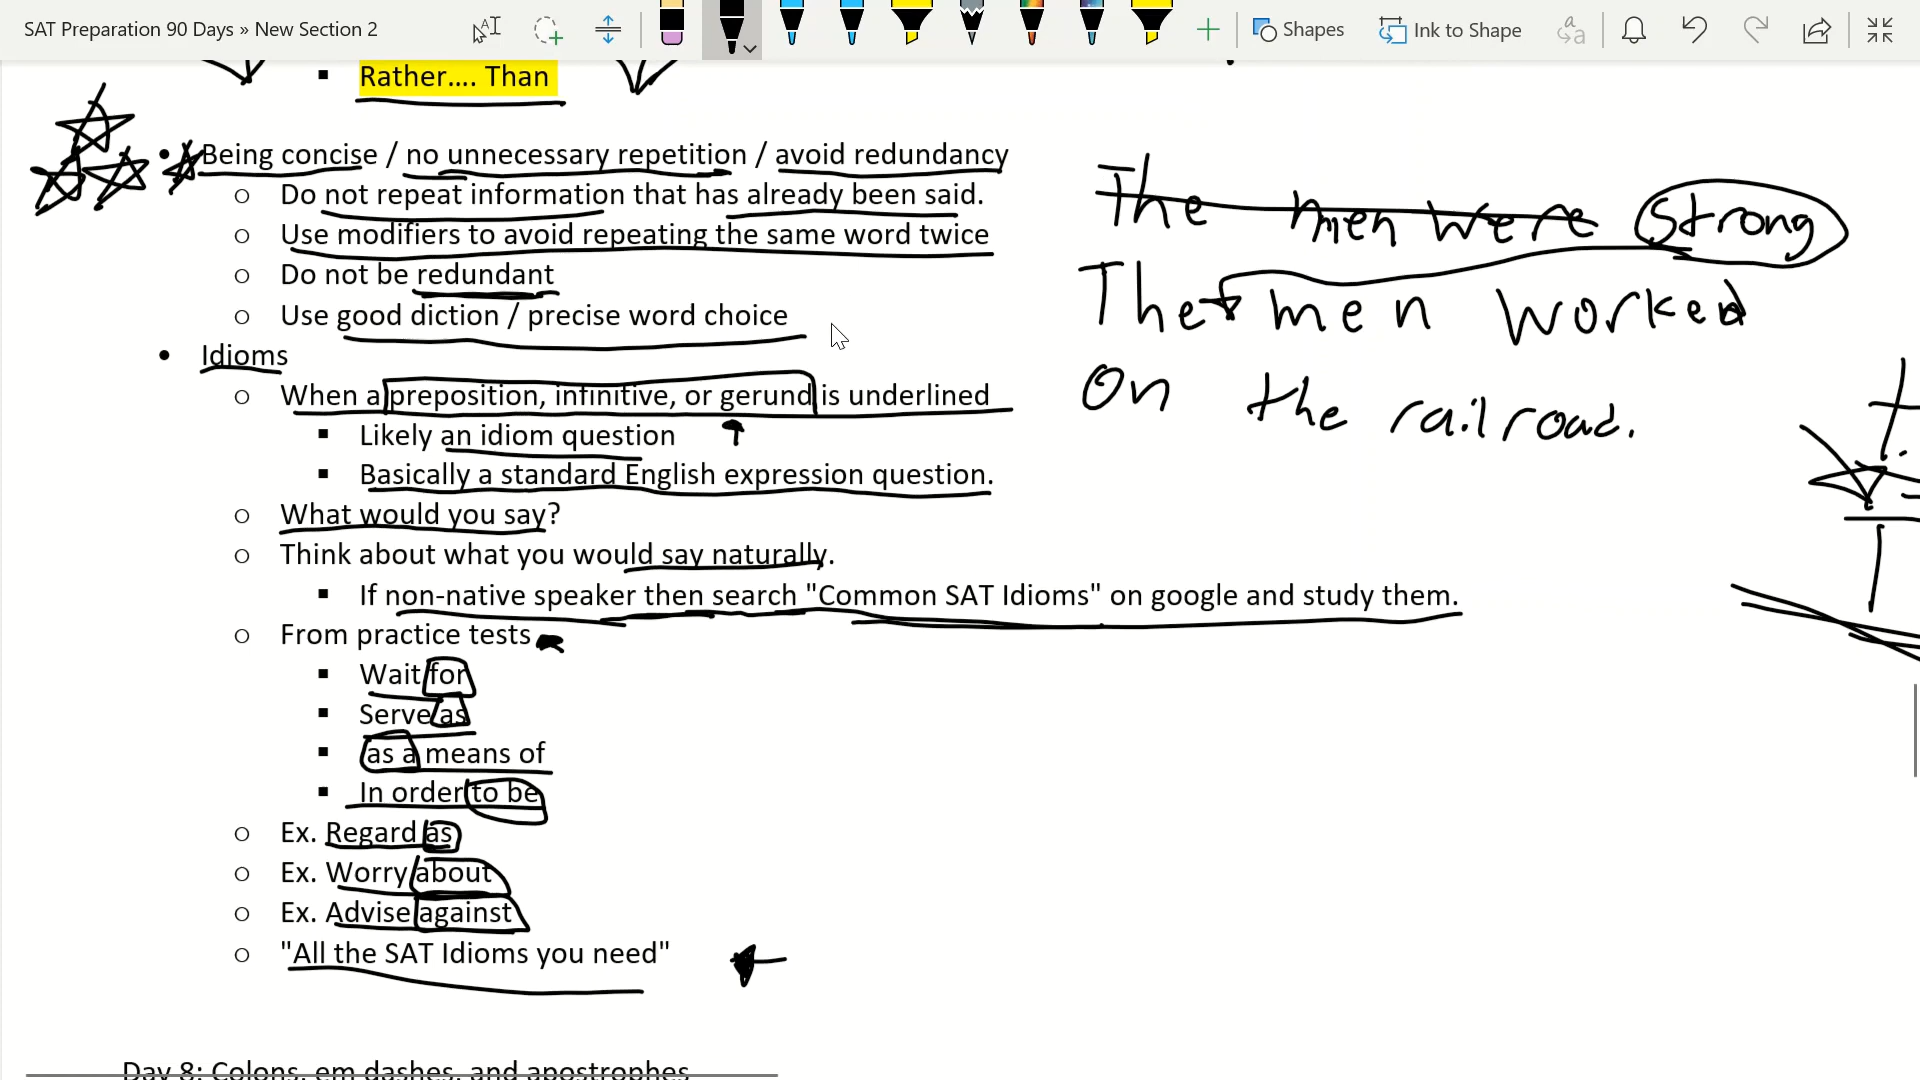 SAT Preparation 90 Days » New Section 2
Shapes
Ink to Shape
Rather.... Than
Being concise / no unnecessary repetition / avoid redundancy
Do not repeat information that has already been said.
Use modifiers to avoid repeating the same word twice
Do not be redundant
Use good diction / precise word choice
Idioms
When a preposition, infinitive, or gerund is underlined
Likely an idiom question
Basically a standard English expression question.
What would you say?
Think about what you would say naturally.
If non-native speaker then search "Common SAT Idioms" on google and study them.
From practice tests
Wait for
Serve as
as a means of
In order to be
Ex. Regard as
Ex. Worry about
Ex. Advise against
"All the SAT Idioms you need"
Day 8: Colons, em dashes, and apostrophes
The men were strong
The men worked
on the railroad.